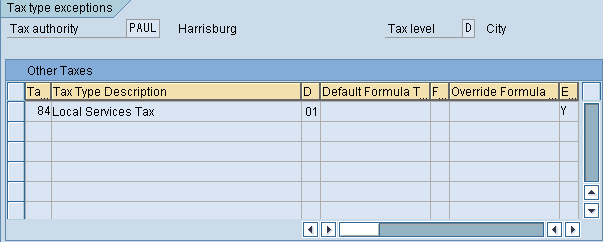 Tax type exceptions
Tax authority PAUL Harrisburg Tax level D City
Other Taxes
Ta... Tax Type Description D Default Formula T... F... Override Formula ... E...
84 Local Services Tax 01 Y